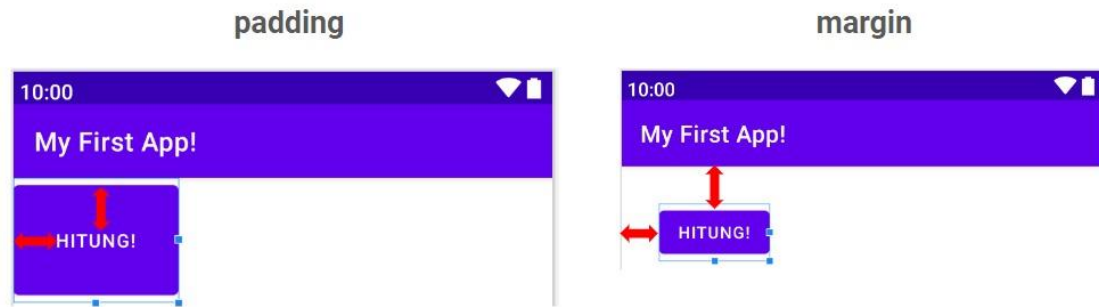 padding
10:00
My First App!
HITUNG!
margin
10:00
My First App!
HITUNG!